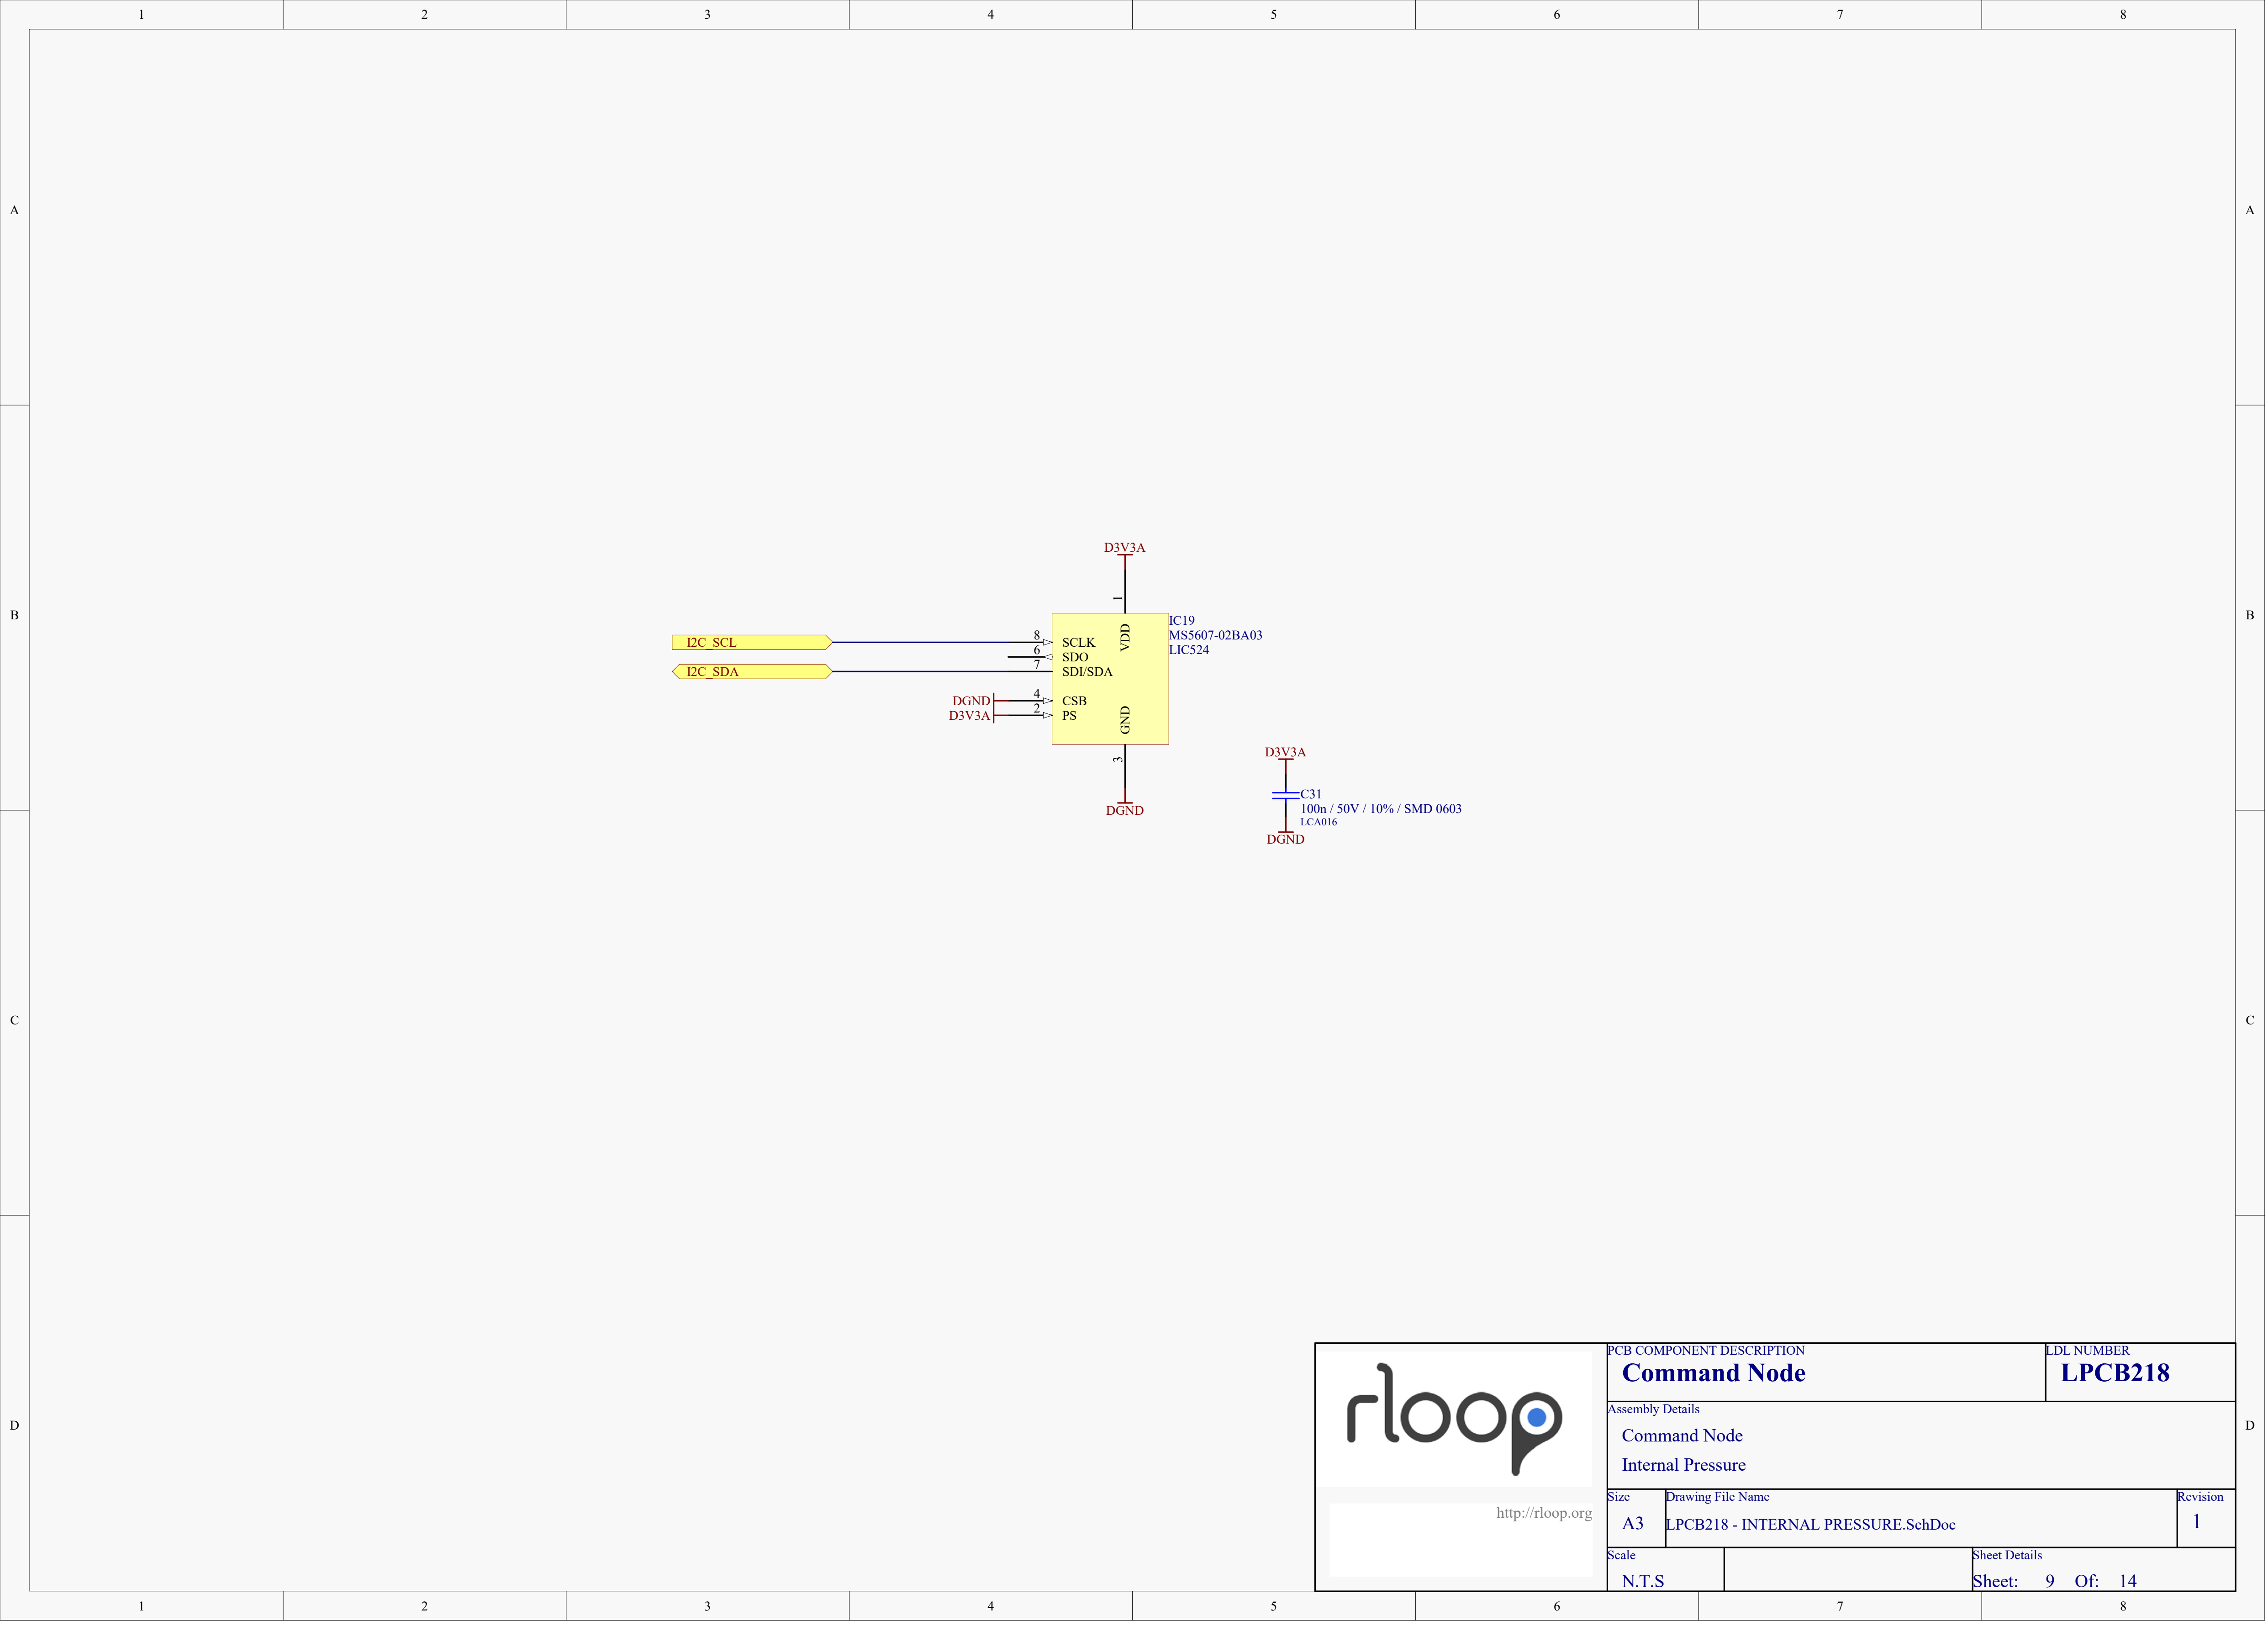 1 2 3 4 5 6 7 8
A A
D3V3A
B B
IC19
MS5607-02BA03
LIC524
1
VDD
I2C_SCL 8 SCLK
6 SDO
I2C_SDA 7 SDI/SDA
DGND 4 CSB
D3V3A 2 PS
GND
3
DGND
D3V3A
C31
100n / 50V / 10% / SMD 0603
LCA016
DGND
C C
D D
rloop
http://rloop.org
PCB COMPONENT DESCRIPTION
Command Node
LDL NUMBER
LPCB218
Assembly Details
Command Node
Internal Pressure
Size
A3
Drawing File Name
LPCB218 - INTERNAL PRESSURE.SchDoc
Revision
1
Scale
N.T.S
Sheet Details
Sheet: 9 Of: 14
1 2 3 4 5 6 7 8